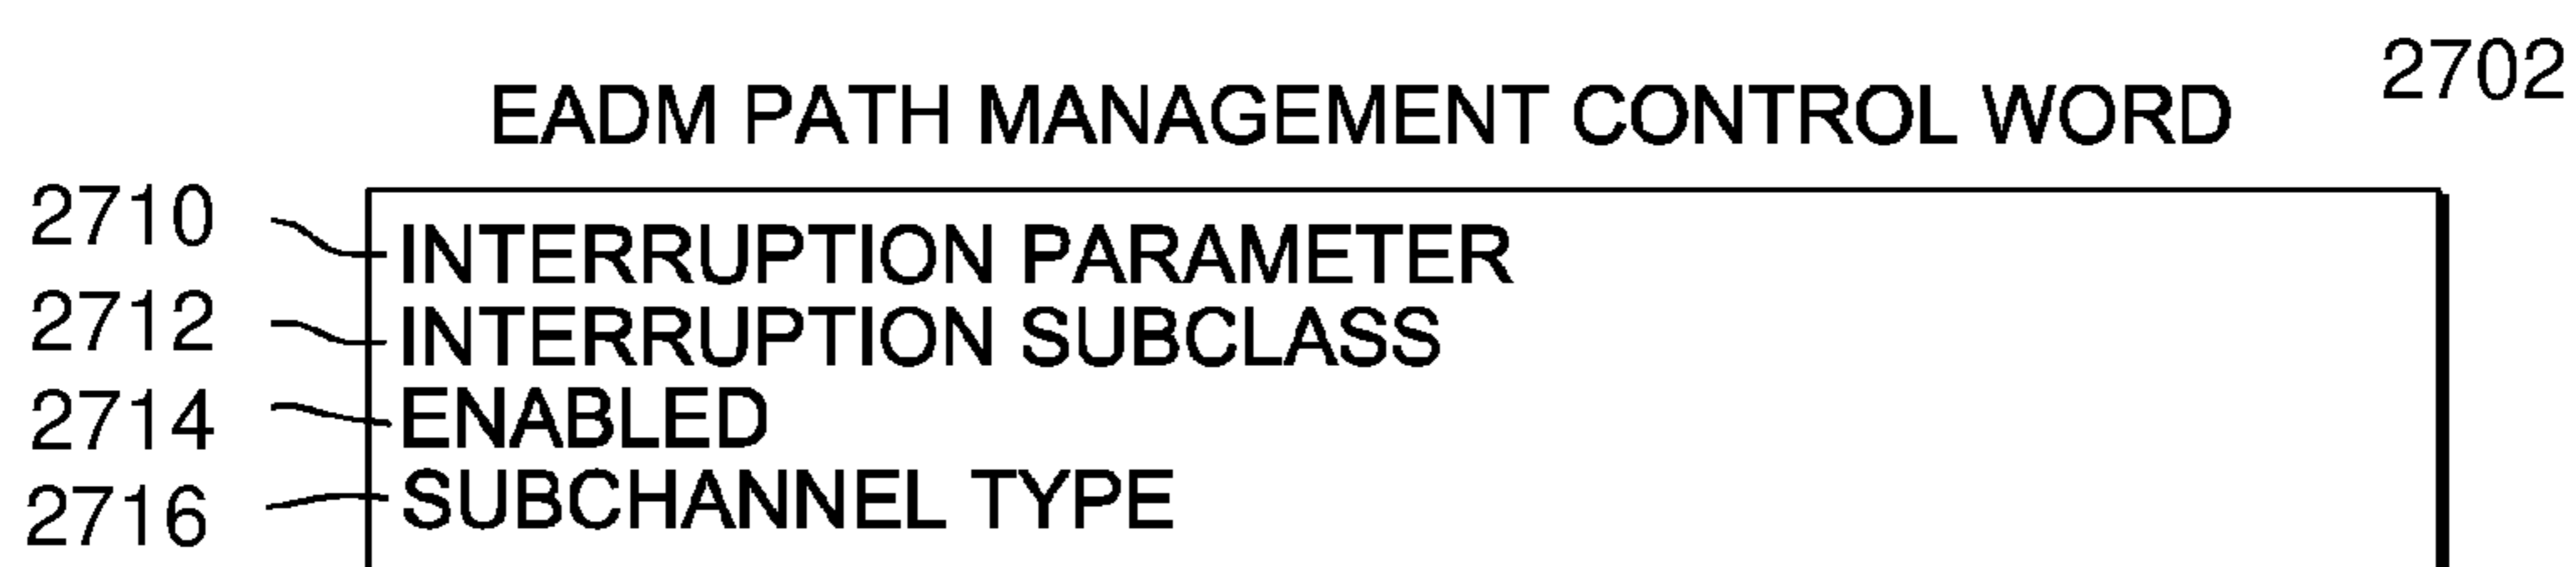 2702
EADM PATH MANAGEMENT CONTROL WORD
2710 INTERRUPTION PARAMETER
2712 INTERRUPTION SUBCLASS
2714 ENABLED
2716 SUBCHANNEL TYPE